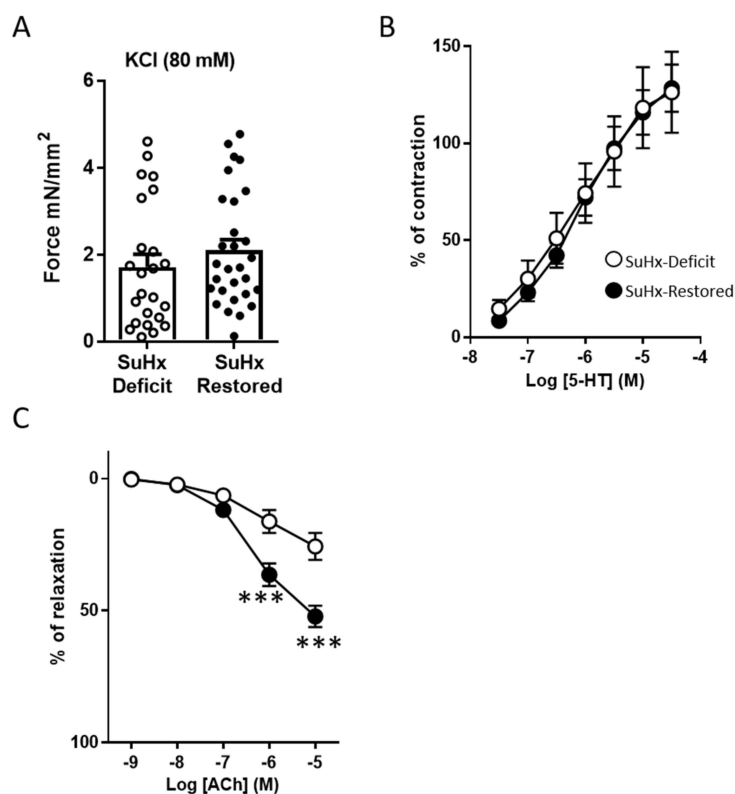 A
KCl (80 mM)
Force mN/mm²
6
4
2
0
SuHx
Deficit
SuHx
Restored
B
% of contraction
150
100
50
0
SuHx-Deficit
SuHx-Restored
-8
-7
-6
-5
-4
Log [5-HT] (M)
C
% of relaxation
0
50
100
***
***
-9
-8
-7
-6
-5
Log [ACh] (M)